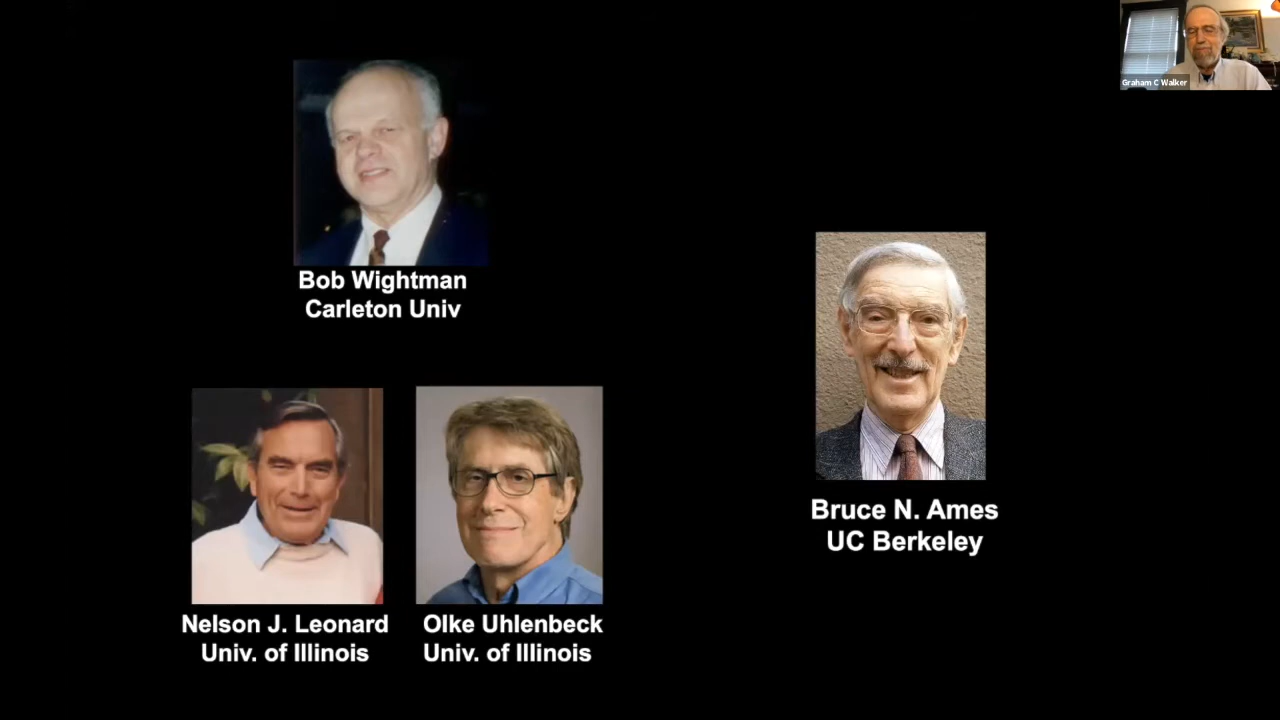 Graham C Walker
Bob Wightman
Carleton Univ
Bruce N. Ames
UC Berkeley
Nelson J. Leonard
Univ. of Illinois
Olke Uhlenbeck
Univ. of Illinois